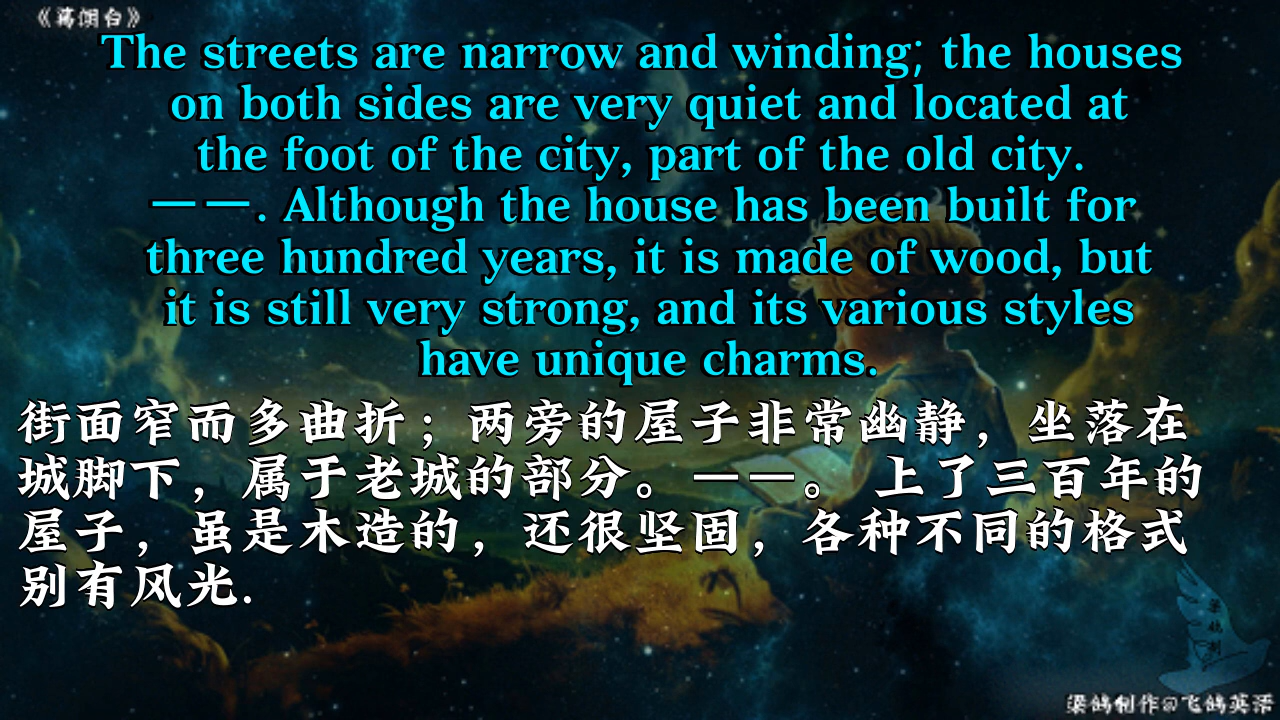 The streets are narrow and winding; the houses
on both sides are very quiet and located at
the foot of the city, part of the old city.
——. Although the house has been built for
three hundred years, it is made of wood, but
it is still very strong, and its various styles
have unique charms.
街面窄而多曲折；两旁的屋子非常幽静，坐落在
城脚下，属于老城的部分。——。 上了三百年的
屋子，虽是木造的，还很坚固，各种不同的格式
别有风光.
梁鸽制
梁鸽制作@飞鸽英语